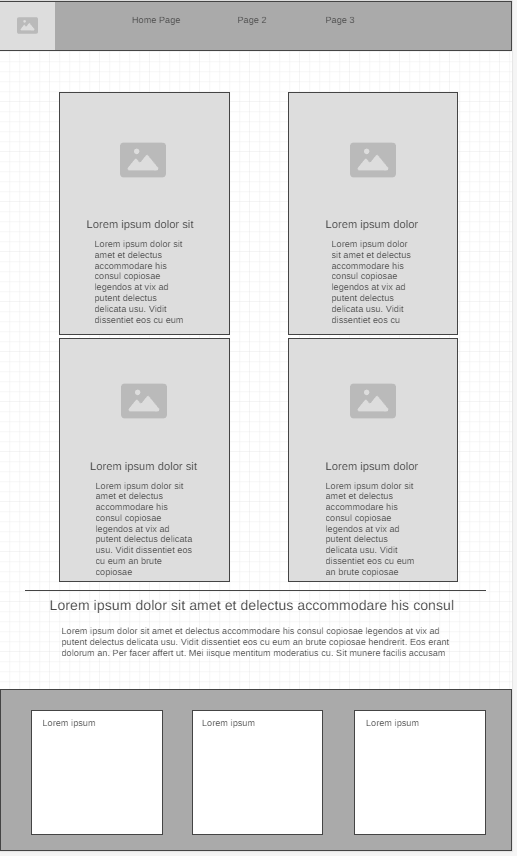 Home Page
Page 2
Page 3
Lorem ipsum dolor sit
Lorem ipsum dolor sit
amet et delectus
accommodare his
consul copiosae
legendos at vix ad
putent delectus
delicata usu. Vidit
dissentiet eos cu eum
Lorem ipsum dolor
Lorem ipsum dolor
sit amet et delectus
accommodare his
consul copiosae
legendos at vix ad
putent delectus
delicata usu. Vidit
dissentiet eos cu
Lorem ipsum dolor sit
Lorem ipsum dolor sit
amet et delectus
accommodare his
consul copiosae
legendos at vix ad
putent delectus delicata
usu. Vidit dissentiet eos
cu eum an brute
copiosae
Lorem ipsum dolor
Lorem ipsum dolor sit
amet et delectus
accommodare his
consul copiosae
legendos at vix ad
putent delectus
delicata usu. Vidit
dissentiet eos cu eum
an brute copiosae
Lorem ipsum dolor sit amet et delectus accommodare his consul
Lorem ipsum dolor sit amet et delectus accommodare his consul copiosae legendos at vix ad
putent delectus delicata usu. Vidit dissentiet eos cu eum an brute copiosae hendrerit. Eos erant
dolorum an. Per facer affert ut. Mei iisque mentitum moderatius cu. Sit munere facilis accusam
Lorem ipsum
Lorem ipsum
Lorem ipsum